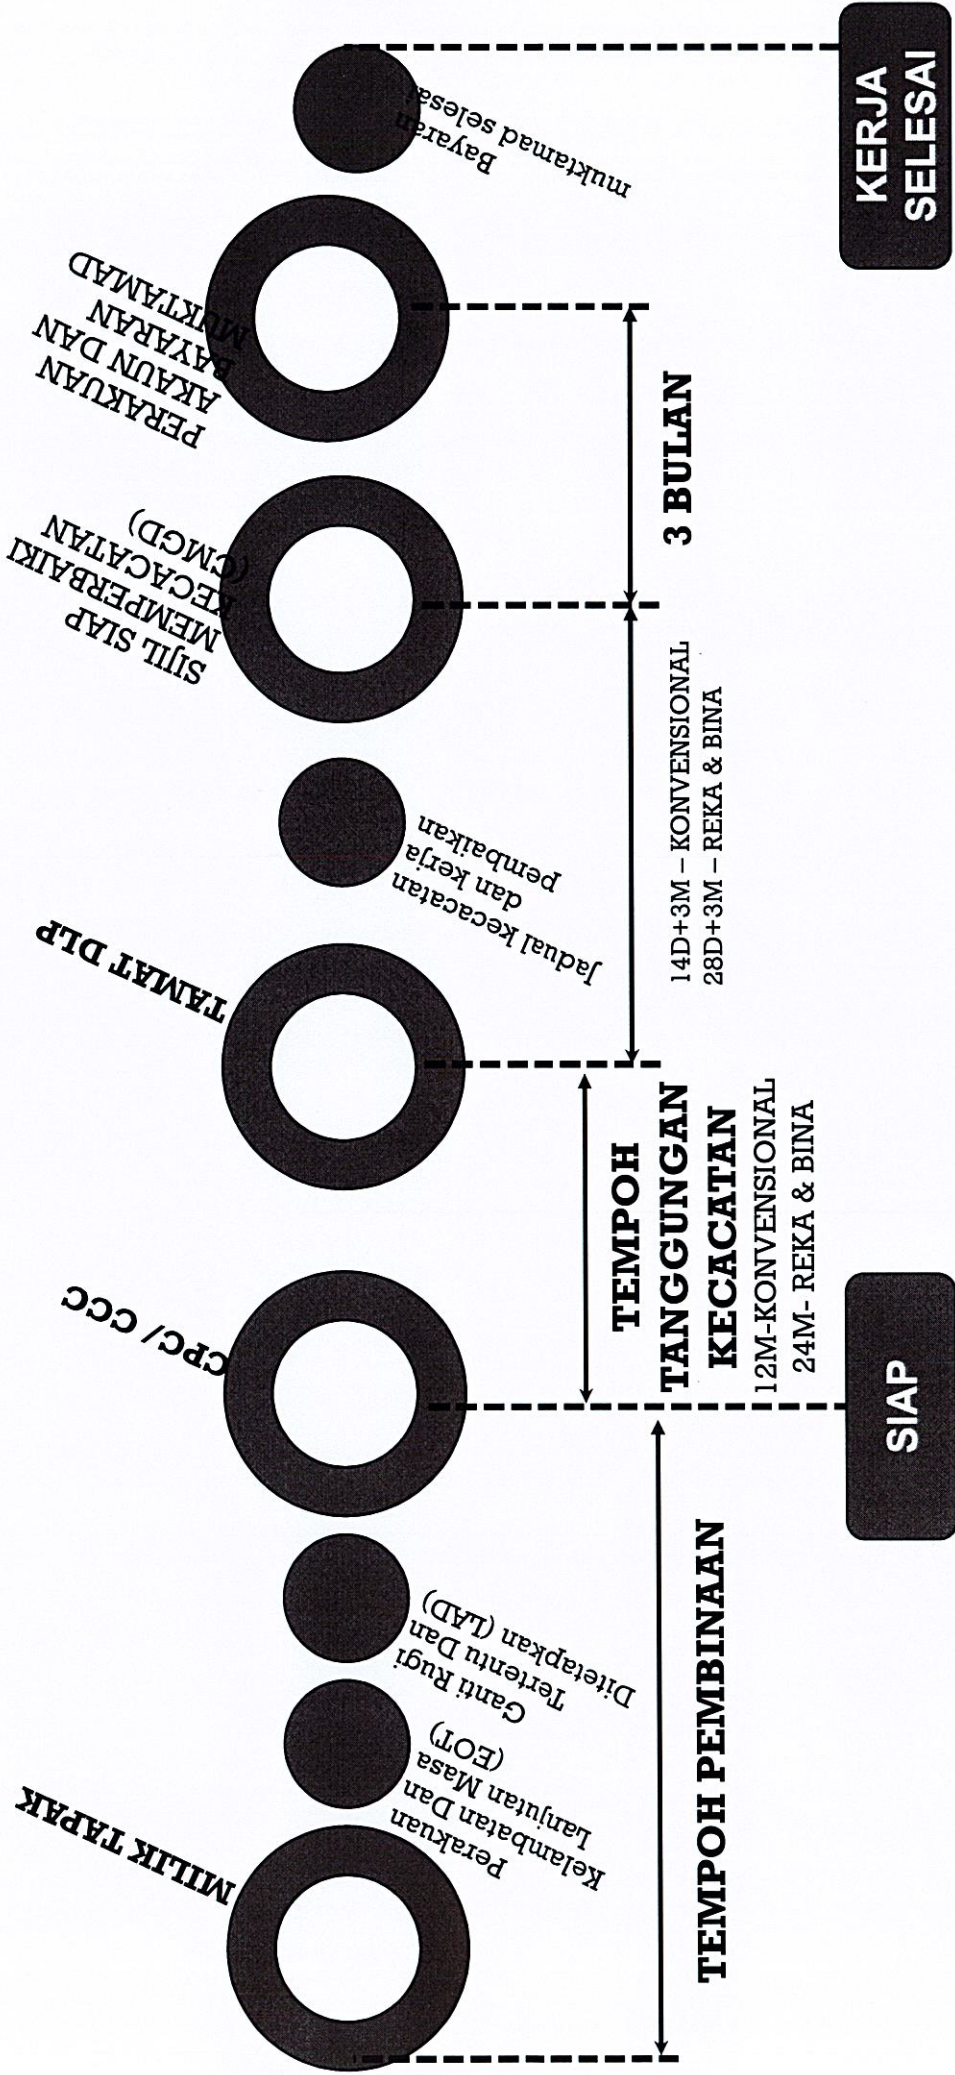 MILIK TAPAK
Perakuan
Kelambatan Dan
Lanjutan Masa
(EOT)
Ganti Rugi
Tertentu Dan
Ditetapkan (LAD)
CPC/ CCC
TAMAT DLP
Jadual kecacatan
dan kerja
pembaikan
SIJIL SIAP
MEMPERBAIKI
KECACATAN
(CMGD)
PERAKUAN
AKAUN DAN
BAYARAN
MUKTAMAD
Bayaran
muktamad selesai
TEMPOH PEMBINAAN
TEMPOH
TANGGUNGAN
KECACATAN
12M-KONVENSIONAL
24M- REKA & BINA
14D+3M – KONVENSIONAL
28D+3M – REKA & BINA
3 BULAN
SIAP
KERJA
SELESAI